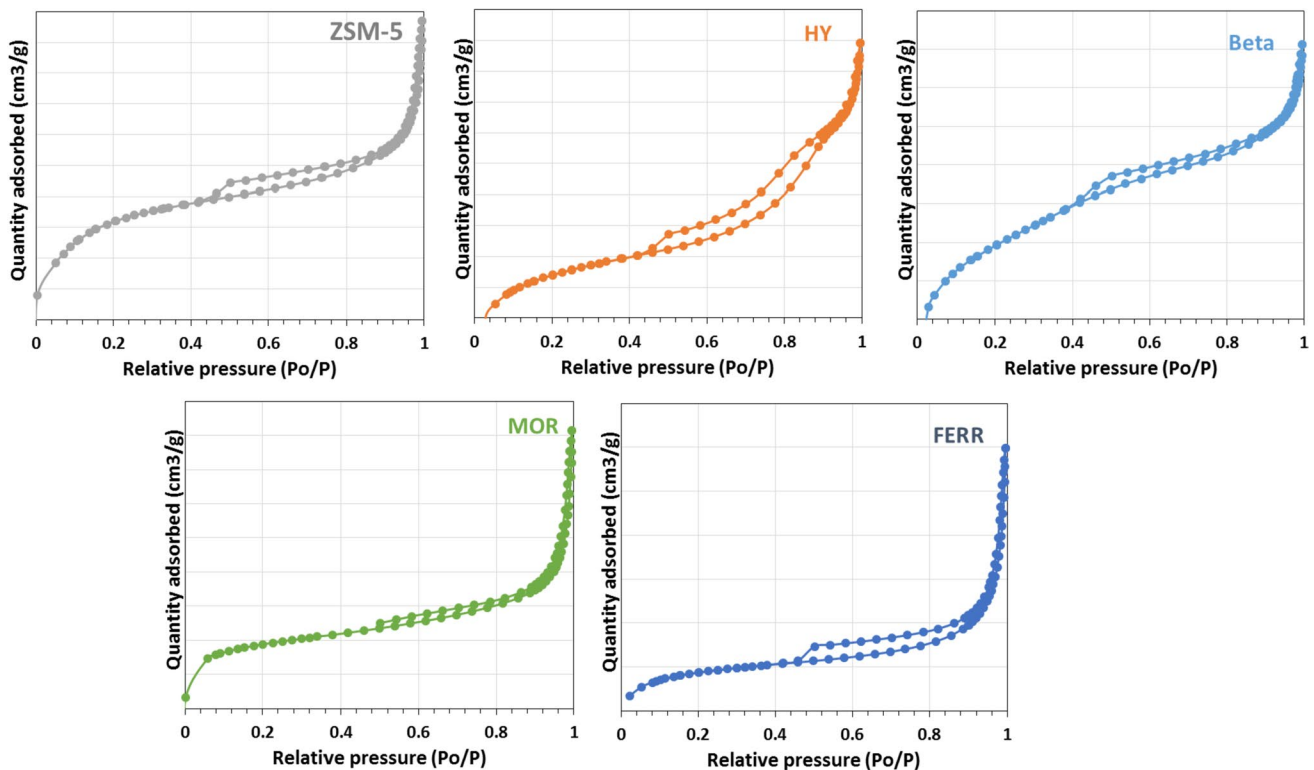 ZSM-5
Quantity adsorbed (cm3/g)
0 0.2 0.4 0.6 0.8 1
Relative pressure (Po/P)
HY
Quantity adsorbed (cm3/g)
0 0.2 0.4 0.6 0.8 1
Relative pressure (Po/P)
Beta
Quantity adsorbed (cm3/g)
0 0.2 0.4 0.6 0.8 1
Relative pressure (Po/P)
MOR
Quantity adsorbed (cm3/g)
0 0.2 0.4 0.6 0.8 1
Relative pressure (Po/P)
FERR
Quantity adsorbed (cm3/g)
0 0.2 0.4 0.6 0.8 1
Relative pressure (Po/P)